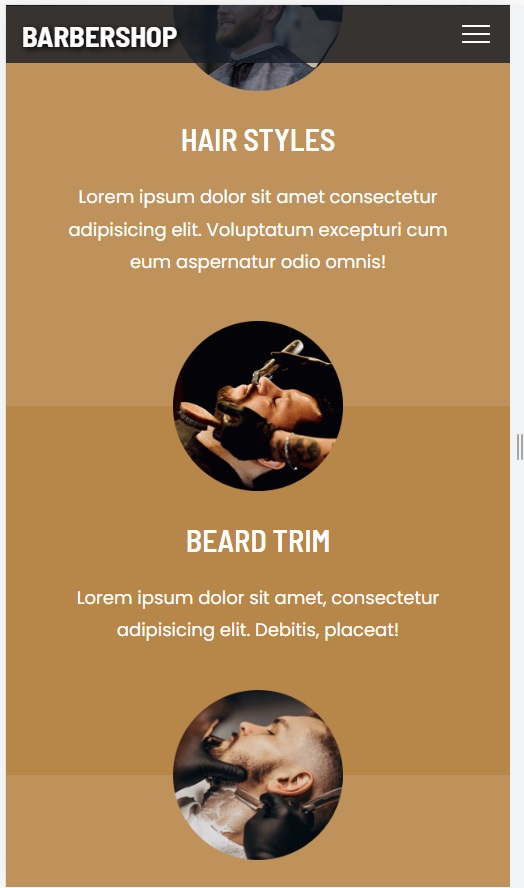 BARBERSHOP
HAIR STYLES
Lorem ipsum dolor sit amet consectetur
adipisicing elit. Voluptatum excepturi cum
eum aspernatur odio omnis!
BEARD TRIM
Lorem ipsum dolor sit amet, consectetur
adipisicing elit. Debitis, placeat!